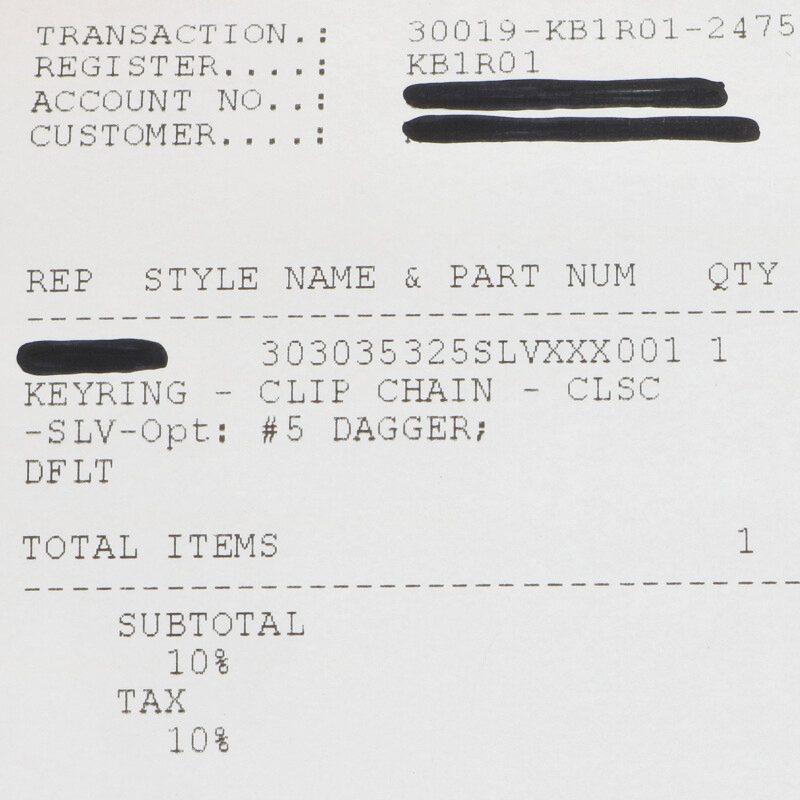 TRANSACTION.: 30019-KB1R01-2475
REGISTER....: KB1R01
ACCOUNT NO..:
CUSTOMER....:
REP STYLE NAME & PART NUM QTY
--------------------------------
303035325SLVXXX001 1
KEYRING - CLIP CHAIN - CLSC
-SLV-Opt: #5 DAGGER;
DFLT
TOTAL ITEMS 1
--------------------------------
SUBTOTAL
10%
TAX
10%